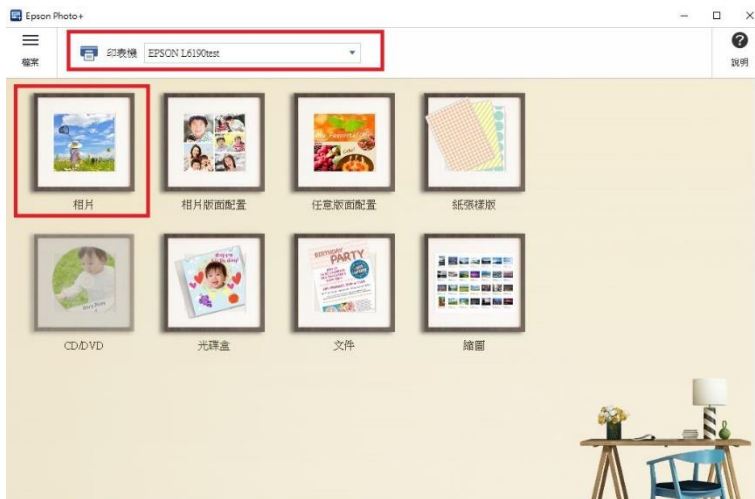 Epson Photo+
檔案
印表機 EPSON L6190test
說明
相片
相片版面配置
任意版面配置
紙張樣版
CD/DVD
光碟盒
文件
縮圖
BIRTHDAY
PARTY